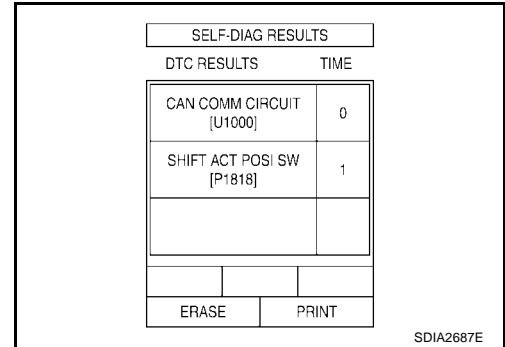 SELF-DIAG RESULTS
DTC RESULTS TIME
CAN COMM CIRCUIT
[U1000]
0
SHIFT ACT POSI SW
[P1818]
1
ERASE PRINT
SDIA2687E